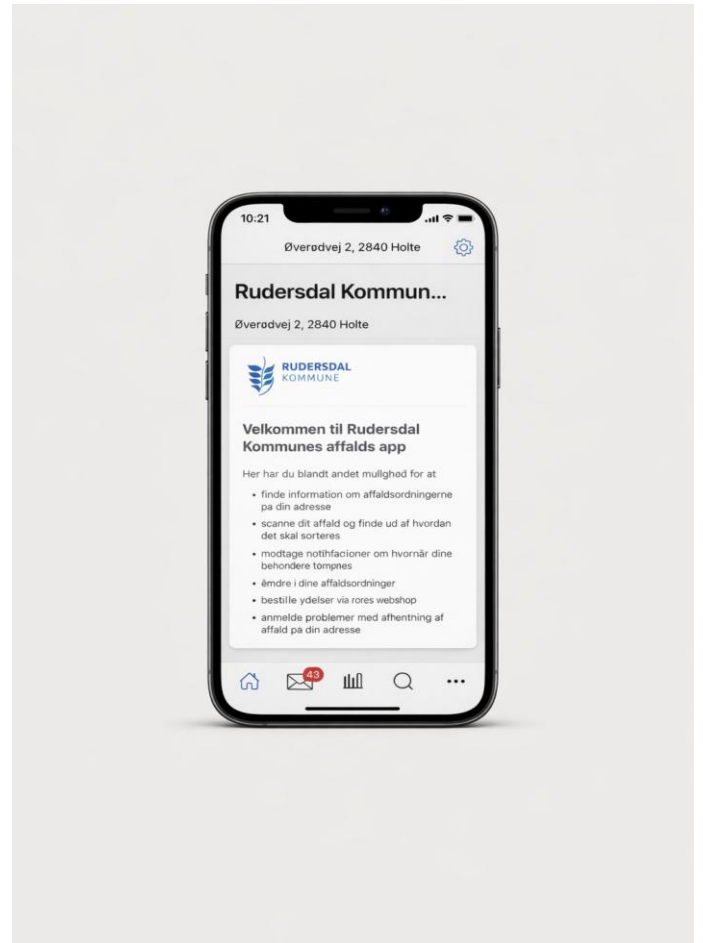 10:21
Øverødvej 2, 2840 Holte
Rudersdal Kommun...
Øverødvej 2, 2840 Holte
RUDERSDAL
KOMMUNE
Velkommen til Rudersdal
Kommunes affalds app
Her har du blandt andet mullghød for at
• finde information om affaldsordningerne
pa din adresse
• scanne dit affald og finde ud af hvordan
det skal sorteres
• modtage notihfacioner om hvornår dine
behondere tømpnes
• êmdre i dine affaldsordninger
• bestille ydelser via rores webshop
• anmelde problemer med afhentning af
affald pa din adresse
43